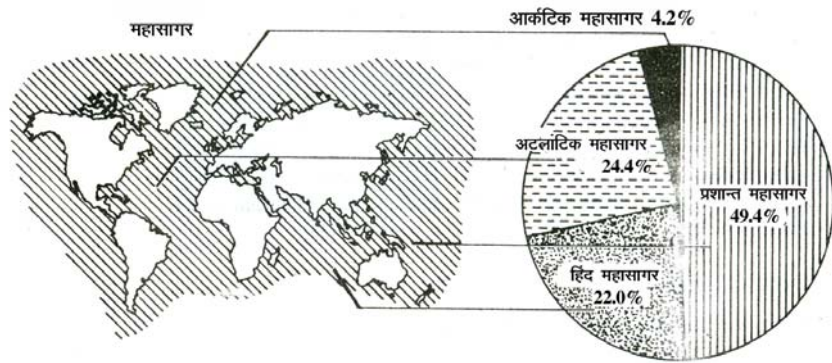 महासागर
आर्कटिक महासागर 4.2%
अटलांटिक महासागर
24.4%
प्रशान्त महासागर
49.4%
हिंद महासागर
22.0%